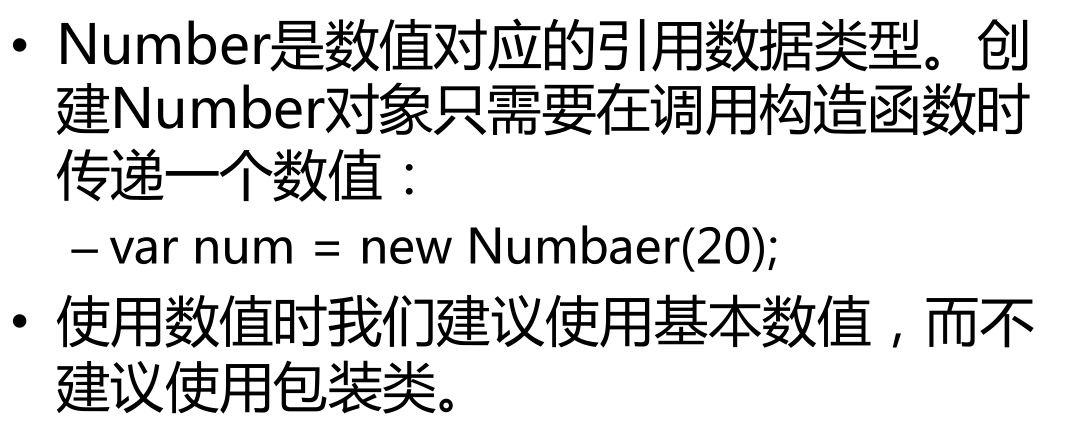 • Number是数值对应的引用数据类型。创
建Number对象只需要在调用构造函数时
传递一个数值：
– var num = new Numbaer(20);
• 使用数值时我们建议使用基本数值，而不
建议使用包装类。